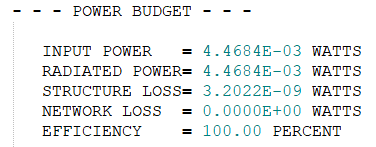 - - - POWER BUDGET - - -
INPUT POWER   = 4.4684E-03 WATTS
RADIATED POWER= 4.4684E-03 WATTS
STRUCTURE LOSS= 3.2022E-09 WATTS
NETWORK LOSS  = 0.0000E+00 WATTS
EFFICIENCY    = 100.00 PERCENT